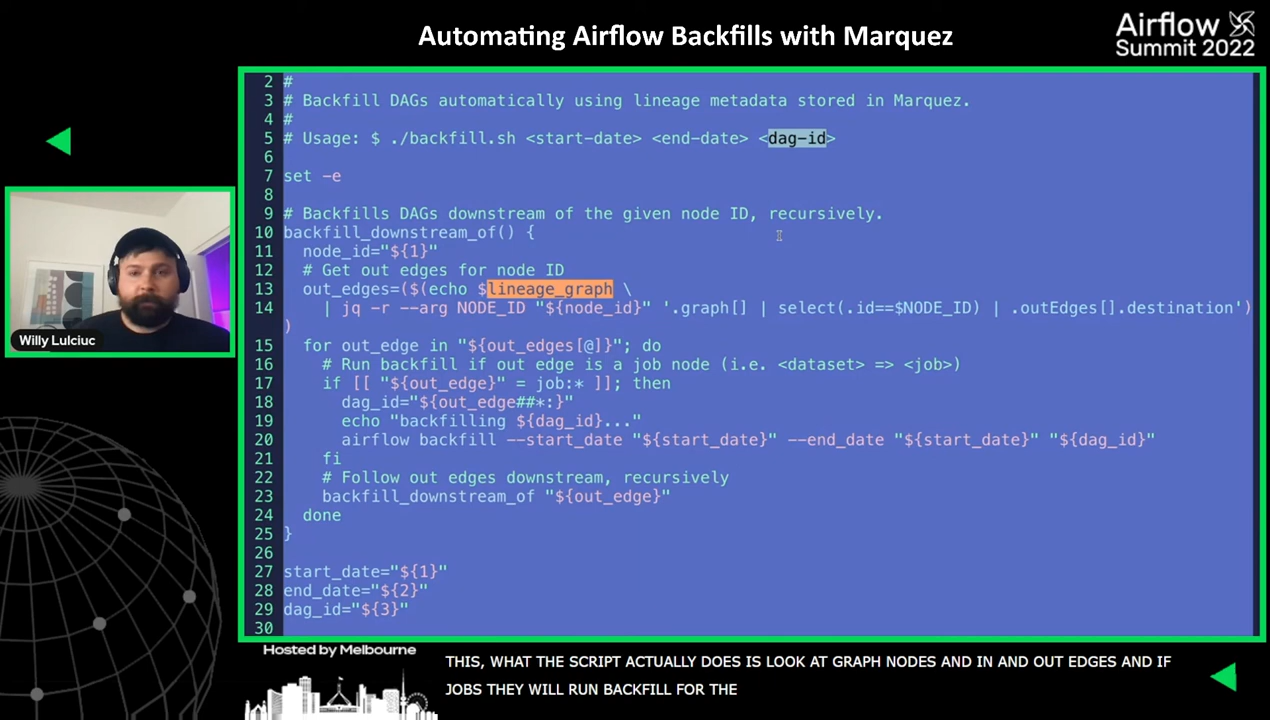 Automating Airflow Backfills with Marquez
Airflow
Summit 2022
2 #
3 # Backfill DAGs automatically using lineage metadata stored in Marquez.
4 #
5 # Usage: $ ./backfill.sh <start-date> <end-date> <dag-id>
6
7 set -e
8
9 # Backfills DAGs downstream of the given node ID, recursively.
10 backfill_downstream_of() {
11   node_id="${1}"
12   # Get out edges for node ID
13   out_edges=($(echo $lineage_graph \
14     | jq -r --arg NODE_ID "${node_id}" '.graph[] | select(.id==$NODE_ID) | .outEdges[].destination')
)
15   for out_edge in "${out_edges[@]}"; do
16     # Run backfill if out edge is a job node (i.e. <dataset> => <job>)
17     if [[ "${out_edge}" = job:* ]]; then
18       dag_id="${out_edge##*:}"
19       echo "backfilling ${dag_id}..."
20       airflow backfill --start_date "${start_date}" --end_date "${start_date}" "${dag_id}"
21     fi
22     # Follow out edges downstream, recursively
23     backfill_downstream_of "${out_edge}"
24   done
25 }
26
27 start_date="${1}"
28 end_date="${2}"
29 dag_id="${3}"
30
Willy Lulciuc
Hosted by Melbourne
THIS, WHAT THE SCRIPT ACTUALLY DOES IS LOOK AT GRAPH NODES AND IN AND OUT EDGES AND IF
JOBS THEY WILL RUN BACKFILL FOR THE